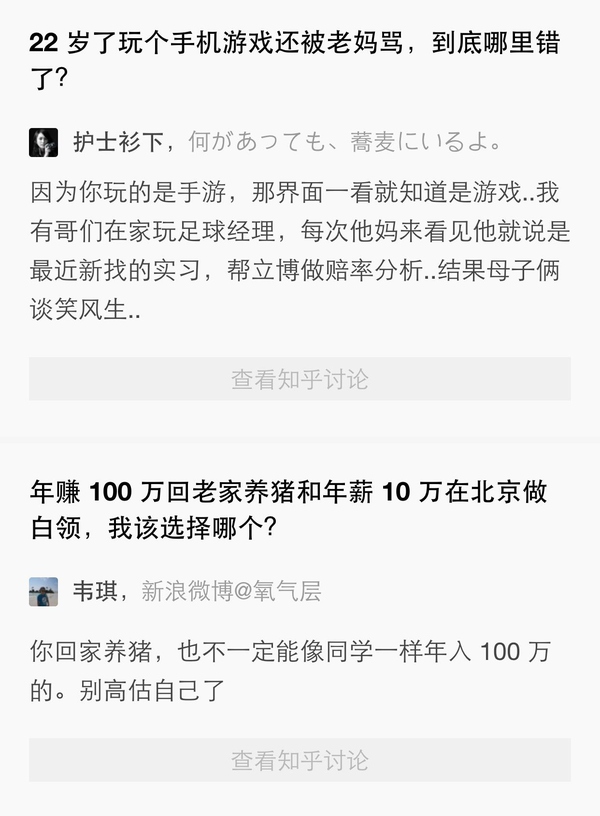 22 岁了玩个手机游戏还被老妈骂，到底哪里错
了？
护士衫下，何があつても、蕎麦にいるよ。
因为你玩的是手游，那界面一看就知道是游戏..我
有哥们在家玩足球经理，每次他妈来看见他就说是
最近新找的实习，帮立博做赔率分析..结果母子俩
谈笑风生..
查看知乎讨论
年赚 100 万回老家养猪和年薪 10 万在北京做
白领，我该选择哪个？
韦琪，新浪微博@氧气层
你回家养猪，也不一定能像同学一样年入 100 万
的。别高估自己了
查看知乎讨论